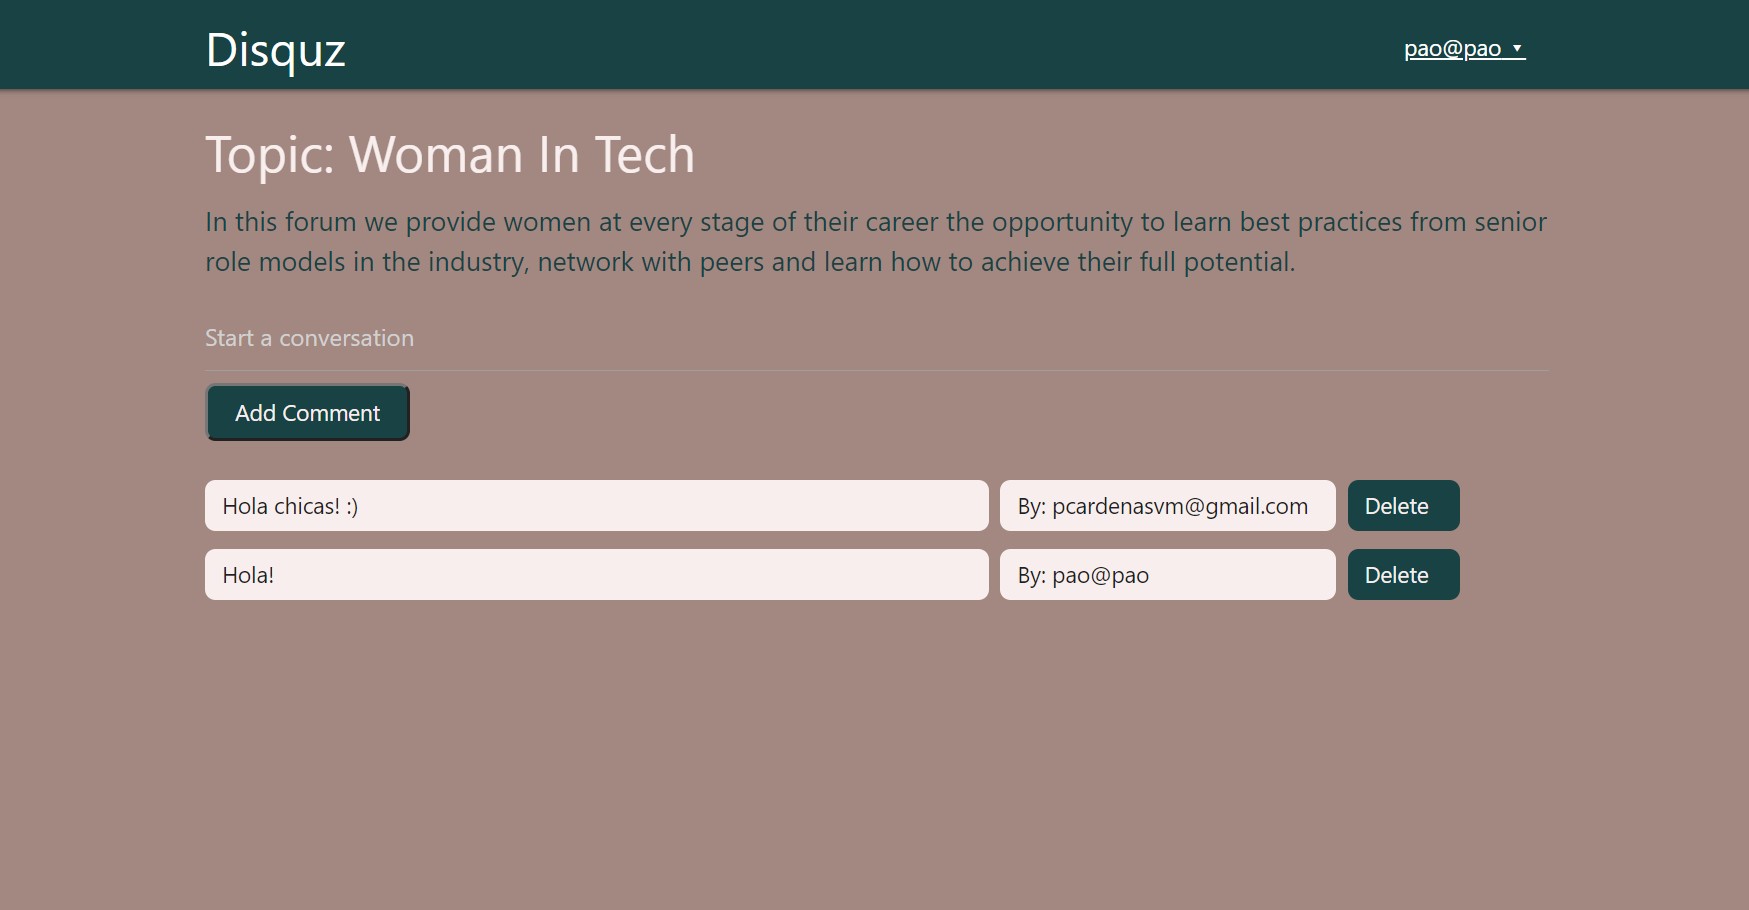 Disquz
pao@pao
Topic: Woman In Tech
In this forum we provide women at every stage of their career the opportunity to learn best practices from senior
role models in the industry, network with peers and learn how to achieve their full potential.
Start a conversation
Add Comment
Hola chicas! :) By: pcardenasvm@gmail.com Delete
Hola! By: pao@pao Delete